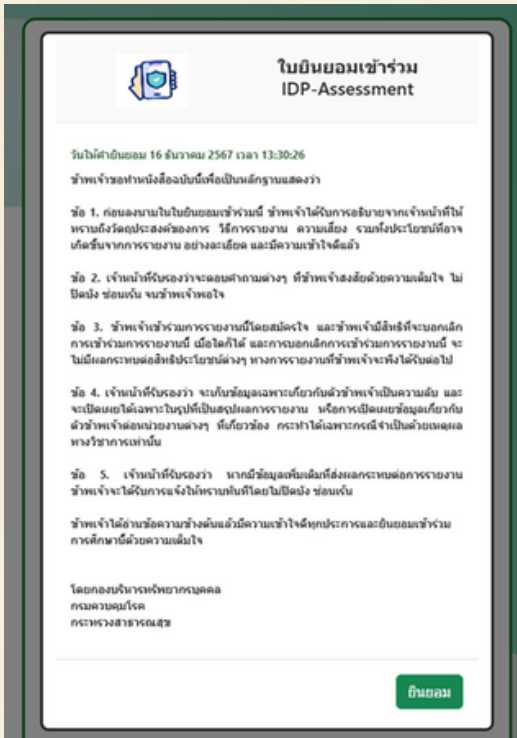 ใบยินยอมเข้าร่วม
IDP-Assessment
วันให้คำยินยอม 16 ธันวาคม 2567 เวลา 13:30:26
ข้าพเจ้าขอทำหนังสือฉบับนี้เพื่อเป็นหลักฐานแสดงว่า
ข้อ 1. ก่อนลงนามในใบยินยอมเข้าร่วมนี้ ข้าพเจ้าได้รับการอธิบายจากเจ้าหน้าที่ให้
ทราบถึงวัตถุประสงค์ของการ วิธีการรายงาน ความเสี่ยง รวมทั้งประโยชน์ที่อาจ
เกิดขึ้นจากการรายงาน อย่างละเอียด และมีความเข้าใจดีแล้ว
ข้อ 2. เจ้าหน้าที่รับรองว่าจะตอบคำถามต่างๆ ที่ข้าพเจ้าสงสัยด้วยความเต็มใจ ไม่
ปิดบัง ซ่อนเร้น จนข้าพเจ้าพอใจ
ข้อ 3. ข้าพเจ้าเข้าร่วมการรายงานนี้โดยสมัครใจ และข้าพเจ้ามีสิทธิที่จะบอกเลิก
การเข้าร่วมการรายงานนี้ เมื่อใดก็ได้ และการบอกเลิกการเข้าร่วมการรายงานนี้ จะ
ไม่มีผลกระทบต่อสิทธิประโยชน์ต่างๆ ทางการรายงานที่ข้าพเจ้าจะพึงได้รับต่อไป
ข้อ 4. เจ้าหน้าที่รับรองว่า จะเก็บข้อมูลเฉพาะเกี่ยวกับตัวข้าพเจ้าเป็นความลับ และ
จะเปิดเผยได้เฉพาะในรูปที่เป็นสรุปผลการรายงาน หรือการเปิดเผยข้อมูลเกี่ยวกับ
ตัวข้าพเจ้าต่อหน่วยงานต่างๆ ที่เกี่ยวข้อง กระทำได้เฉพาะกรณีจำเป็นด้วยเหตุผล
ทางวิชาการเท่านั้น
ข้อ 5. เจ้าหน้าที่รับรองว่า หากมีข้อมูลเพิ่มเติมที่ส่งผลกระทบต่อการรายงาน
ข้าพเจ้าจะได้รับการแจ้งให้ทราบทันทีโดยไม่ปิดบัง ซ่อนเร้น
ข้าพเจ้าได้อ่านข้อความข้างต้นแล้วมีความเข้าใจดีทุกประการและยินยอมเข้าร่วม
การศึกษานี้ด้วยความเต็มใจ
โดยกองบริหารทรัพยากรบุคคล
กรมควบคุมโรค
กระทรวงสาธารณสุข
ยินยอม